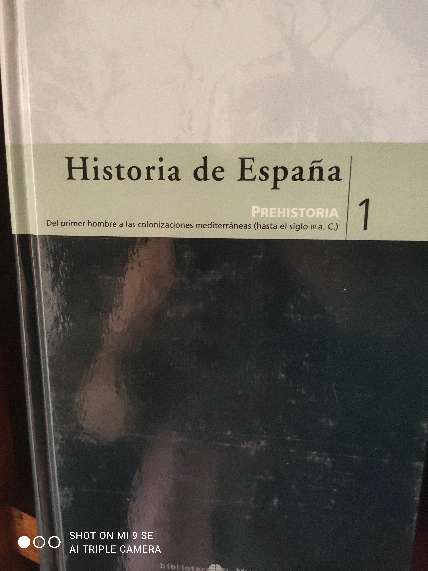 Historia de España
PREHISTORIA
1
Del primer hombre a las colonizaciones mediterráneas (hasta el siglo III a. C.)
SHOT ON MI 9 SE
AI TRIPLE CAMERA